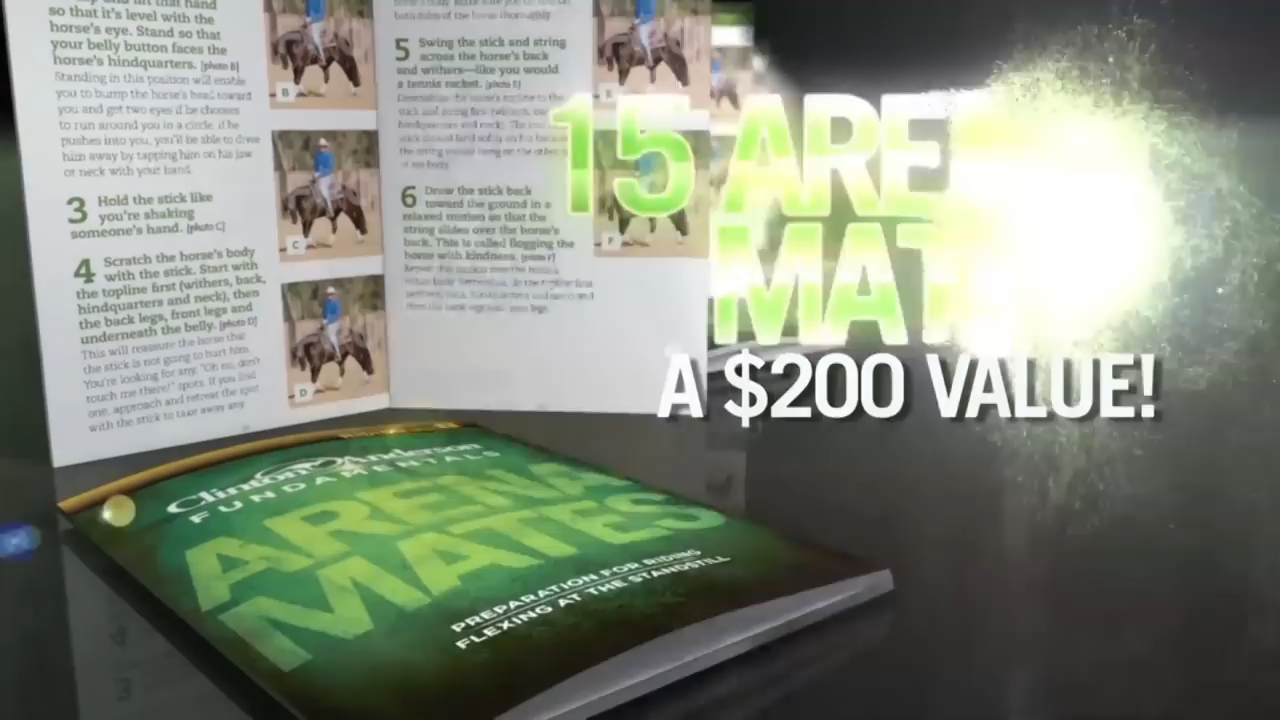 so that it's level with the
horse's eye. Stand so that
your belly button faces the
horse's hindquarters. [photo B]
Standing in this position will enable
you to bump the horse's head toward
you and get two eyes if he chooses
to run around you in a circle. If he
pushes into you, you'll be able to drive
him away by tapping him on his jaw
or neck with your hand.
3 Hold the stick like
you're shaking
someone's hand. [photo C]
4 Scratch the horse's body
with the stick. Start with
the topline first (withers, back,
hindquarters and neck), then
the back legs, front legs and
underneath the belly. [photo D]
This will reassure the horse that
the stick is not going to hurt him.
You're looking for any, "Oh no, don't
touch me there!" spots. If you find
one, approach and retreat the spot
with the stick to take away any
B
C
D
both sides of the horse thoroughly.
5 Swing the stick and string
across the horse's back
and withers—like you would
a tennis racket. [photo E]
6 Draw the stick back
toward the ground in a
relaxed motion so that the
string slides over the horse's
back. This is called flogging the
horse with kindness. [photo F]
E
F
15 ARE
MAT
A $200 VALUE!
Clinton Anderson
FUNDAMENTALS
ARENA
MATES
PREPARATION FOR RIDING
FLEXING AT THE STANDSTILL